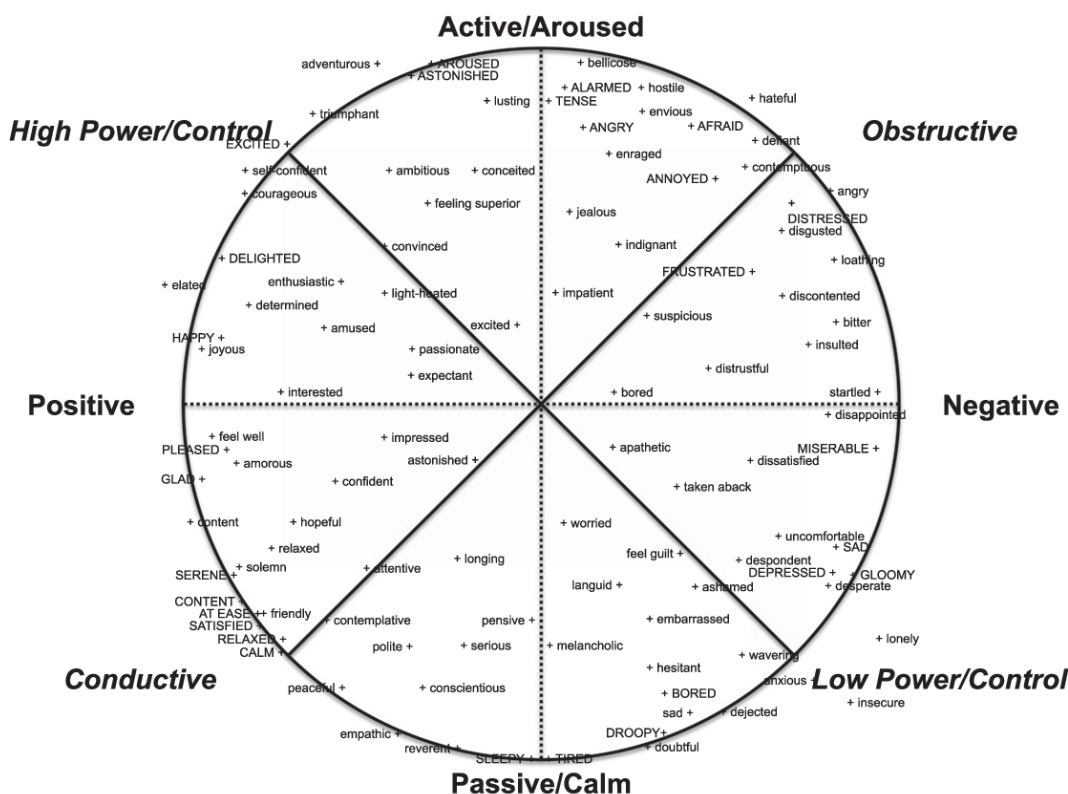 Active/Aroused
adventurous
AROUSED
bellicose
ASTONISHED
ALARMED
hostile
lusting
TENSE
hateful
triumphant
envious
High Power/Control
ANGRY
AFRAID
Obstructive
EXCITED
defiant
enraged
self-confident
ambitious
conceited
contemptuous
ANNOYED
courageous
angry
feeling superior
jealous
DISTRESSED
disgusted
convinced
indignant
DELIGHTED
loathing
FRUSTRATED
elated
enthusiastic
light-heated
impatient
discontented
determined
suspicious
amused
excited
bitter
HAPPY
joyous
passionate
insulted
expectant
distrustful
interested
bored
startled
Positive
Negative
disappointed
feel well
impressed
PLEASED
apathetic
MISERABLE
amorous
astonished
dissatisfied
GLAD
confident
taken aback
content
hopeful
worried
uncomfortable
relaxed
SAD
longing
feel guilt
despondent
solemn
attentive
SERENE
DEPRESSED
GLOOMY
languid
ashamed
desperate
CONTENT
AT EASE
friendly
contemplative
pensive
embarrassed
SATISFIED
RELAXED
lonely
polite
serious
melancholic
CALM
wavering
hesitant
Conductive
anxious
Low Power/Control
peaceful
conscientious
BORED
insecure
sad
dejected
empathic
DROOPY
reverent
doubtful
SLEEPY
TIRED
Passive/Calm